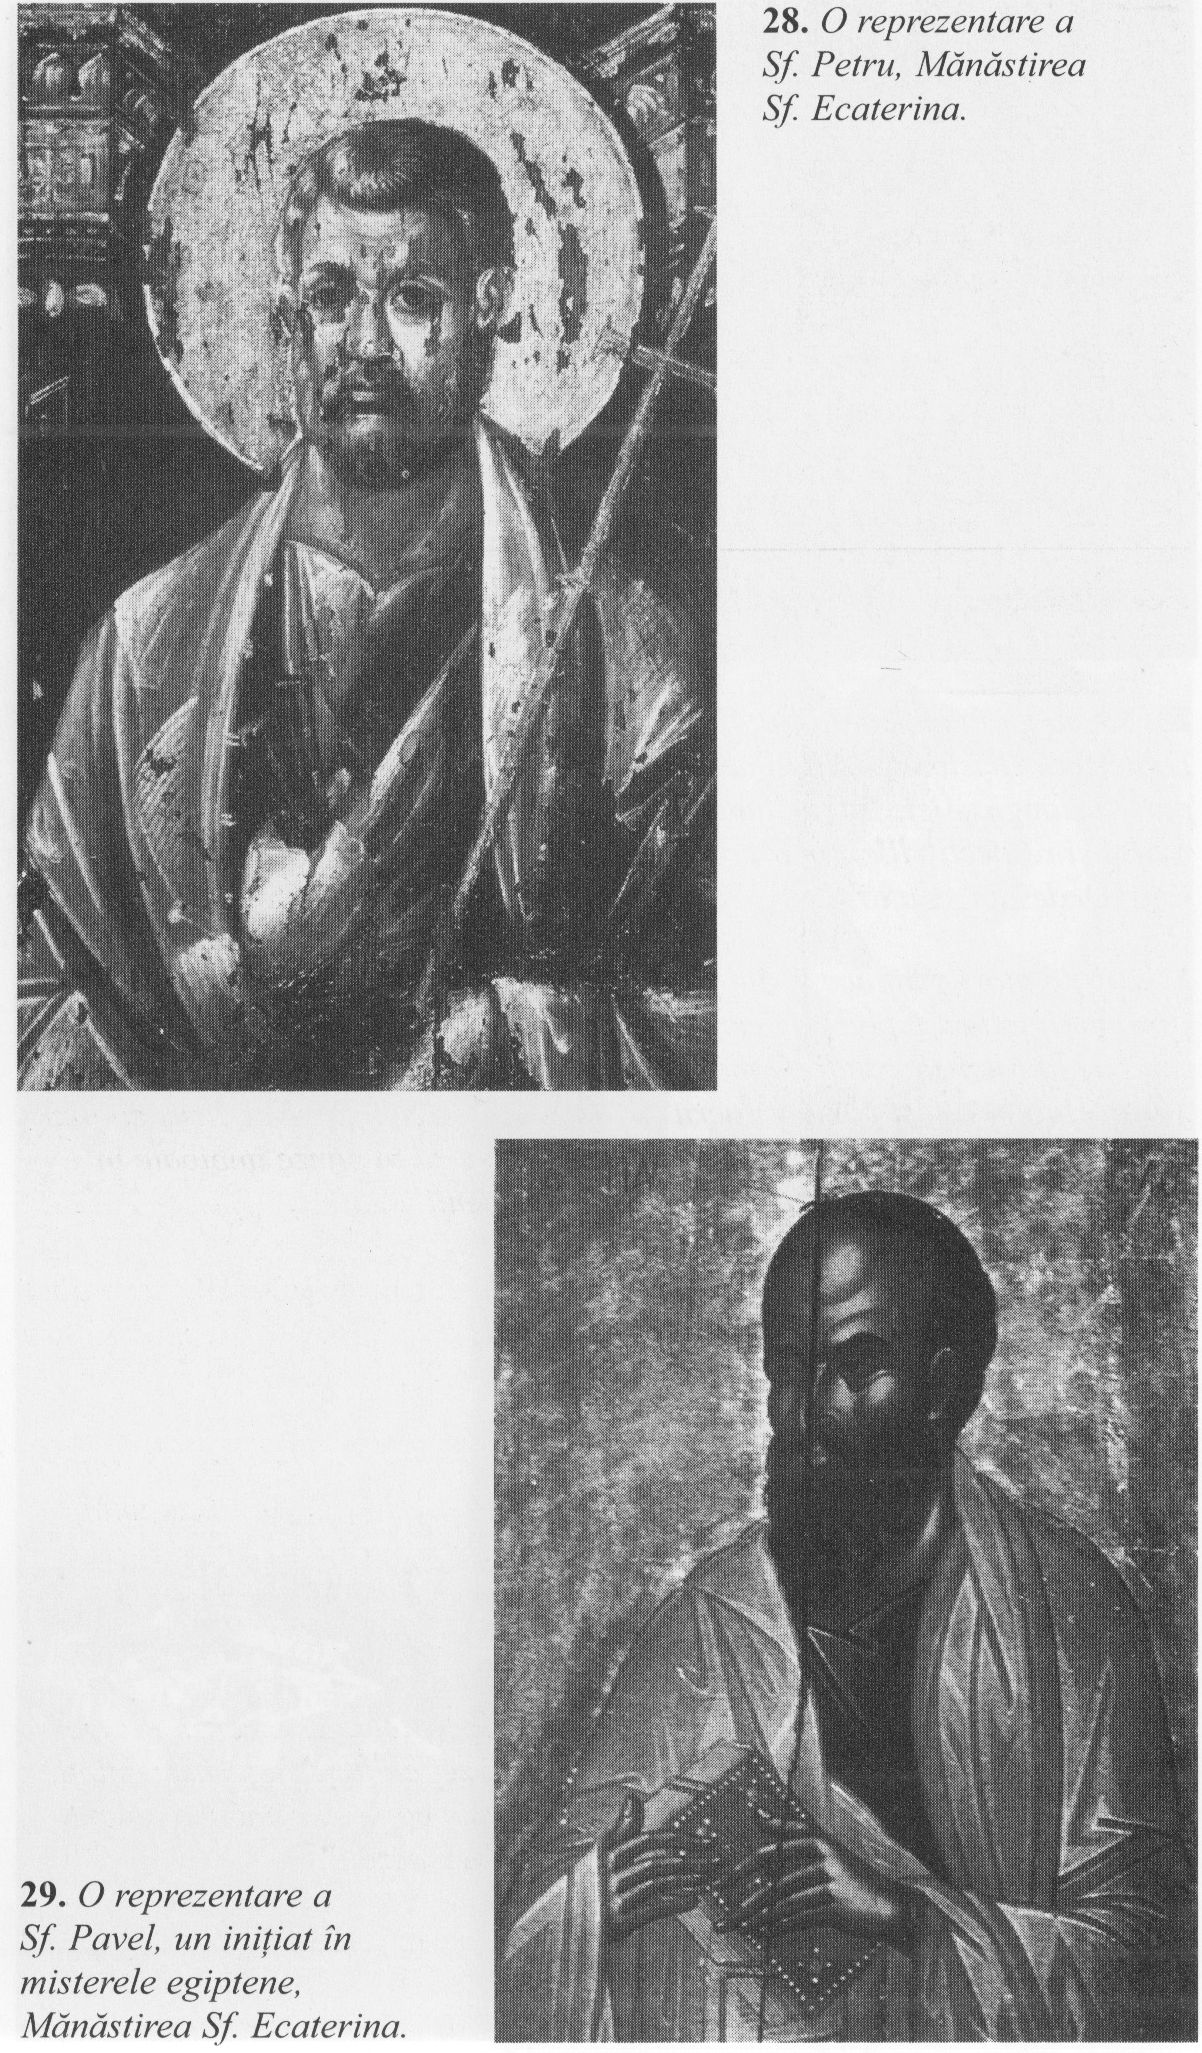 28. O reprezentare a
Sf. Petru, Mănăstirea
Sf. Ecaterina.
29. O reprezentare a
Sf. Pavel, un inițiat în
misterele egiptene,
Mănăstirea Sf. Ecaterina.